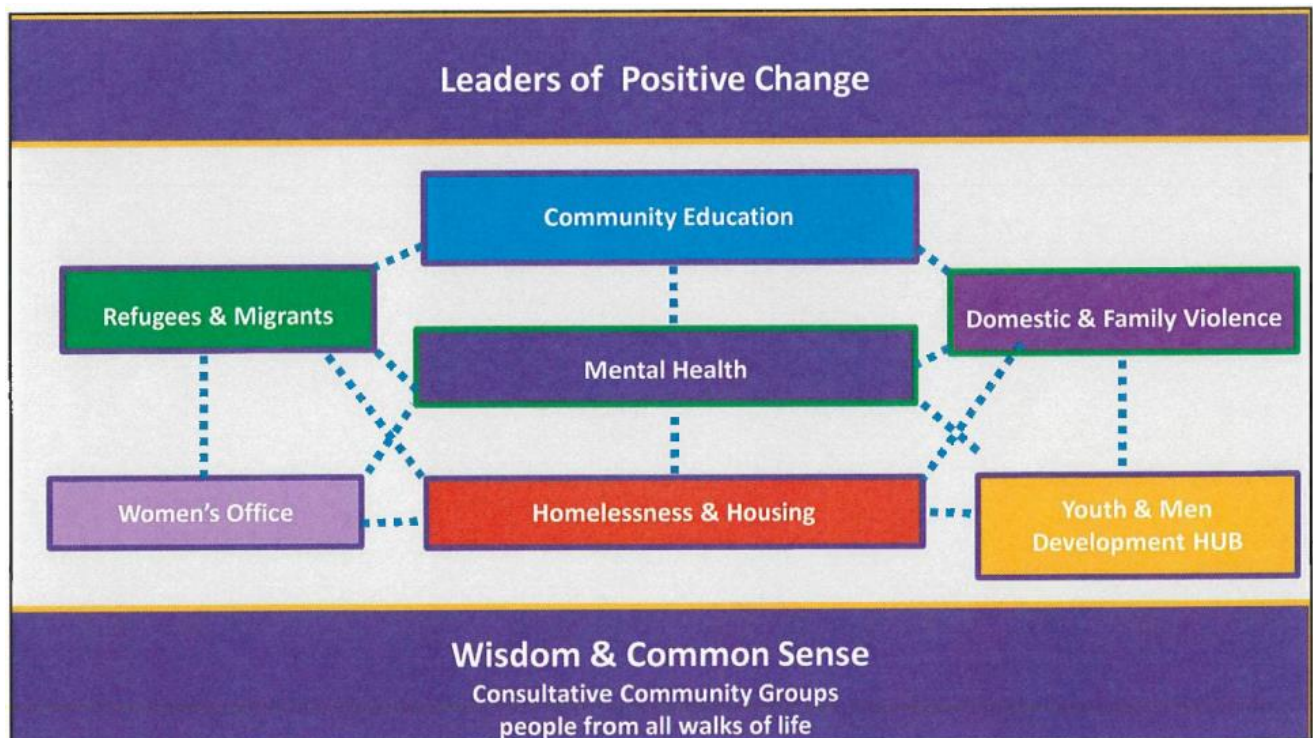 Leaders of Positive Change
Community Education
Refugees & Migrants
Domestic & Family Violence
Mental Health
Women's Office
Homelessness & Housing
Youth & Men
Development HUB
Wisdom & Common Sense
Consultative Community Groups
people from all walks of life